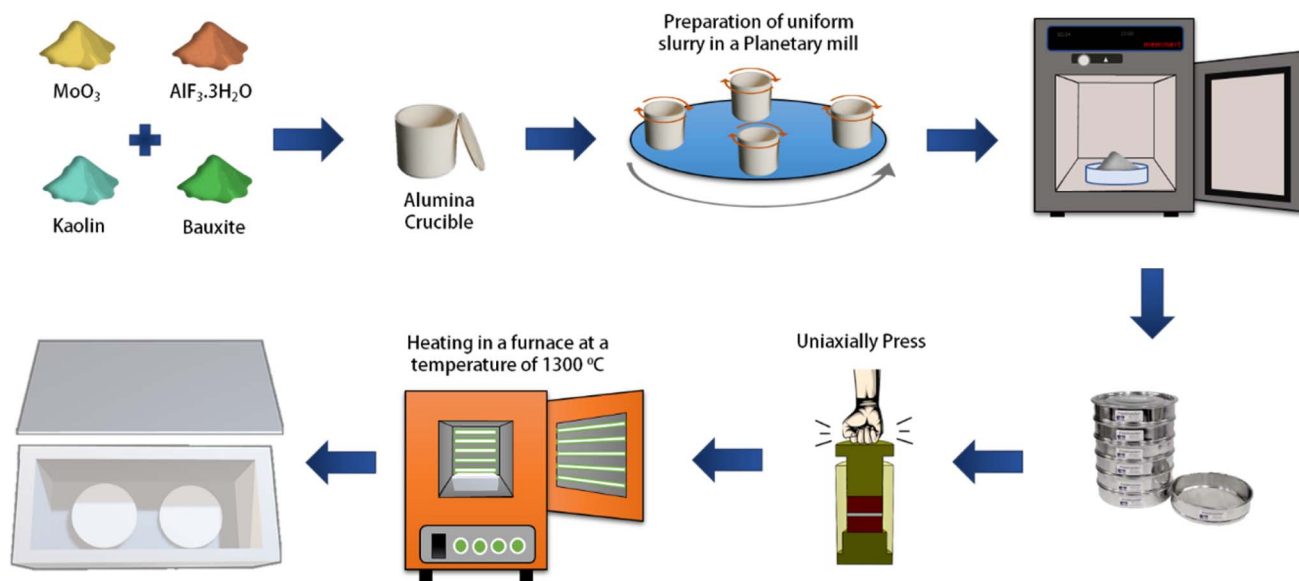 Preparation of uniform
slurry in a Planetary mill
MoO₃
AlF₃.3H₂O
Kaolin
Bauxite
Alumina
Crucible
Heating in a furnace at a
temperature of 1300 ⁰C
Uniaxially Press